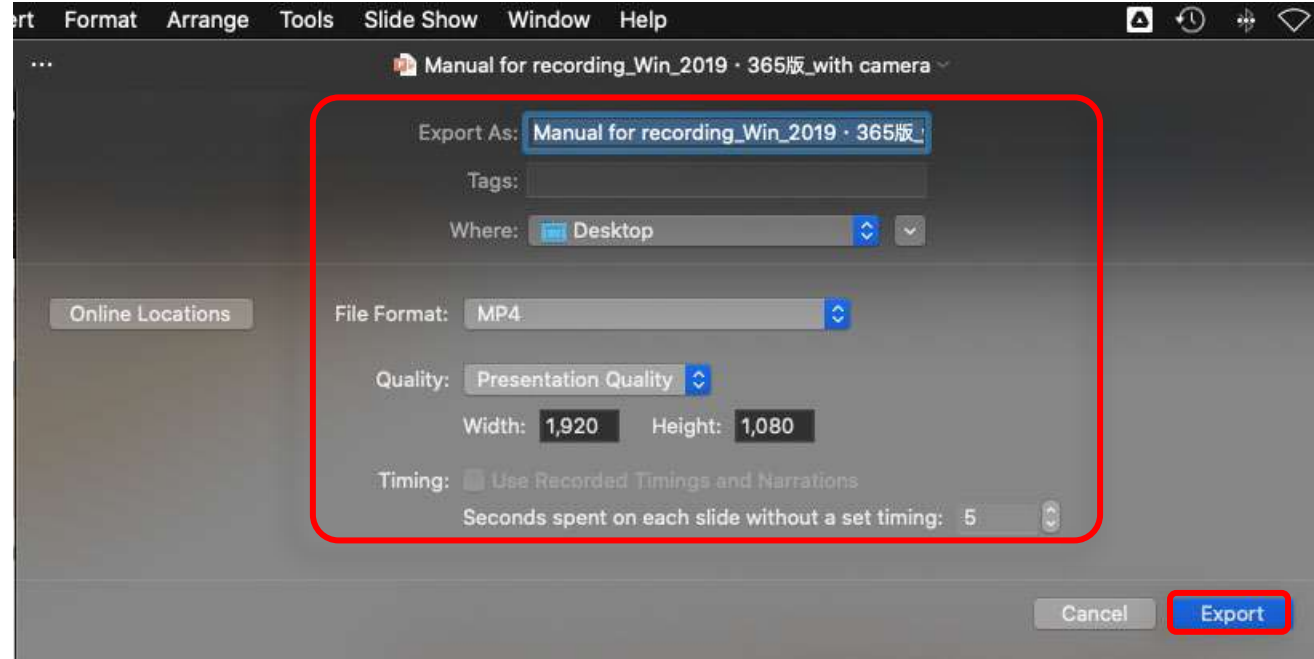 ert Format Arrange Tools Slide Show Window Help
... Manual for recording_Win_2019・365版_with camera
Export As: Manual for recording_Win_2019・365版_
Tags:
Where: Desktop
Online Locations File Format: MP4
Quality: Presentation Quality
Width: 1,920 Height: 1,080
Timing: Use Recorded Timings and Narrations
Seconds spent on each slide without a set timing: 5
Cancel Export